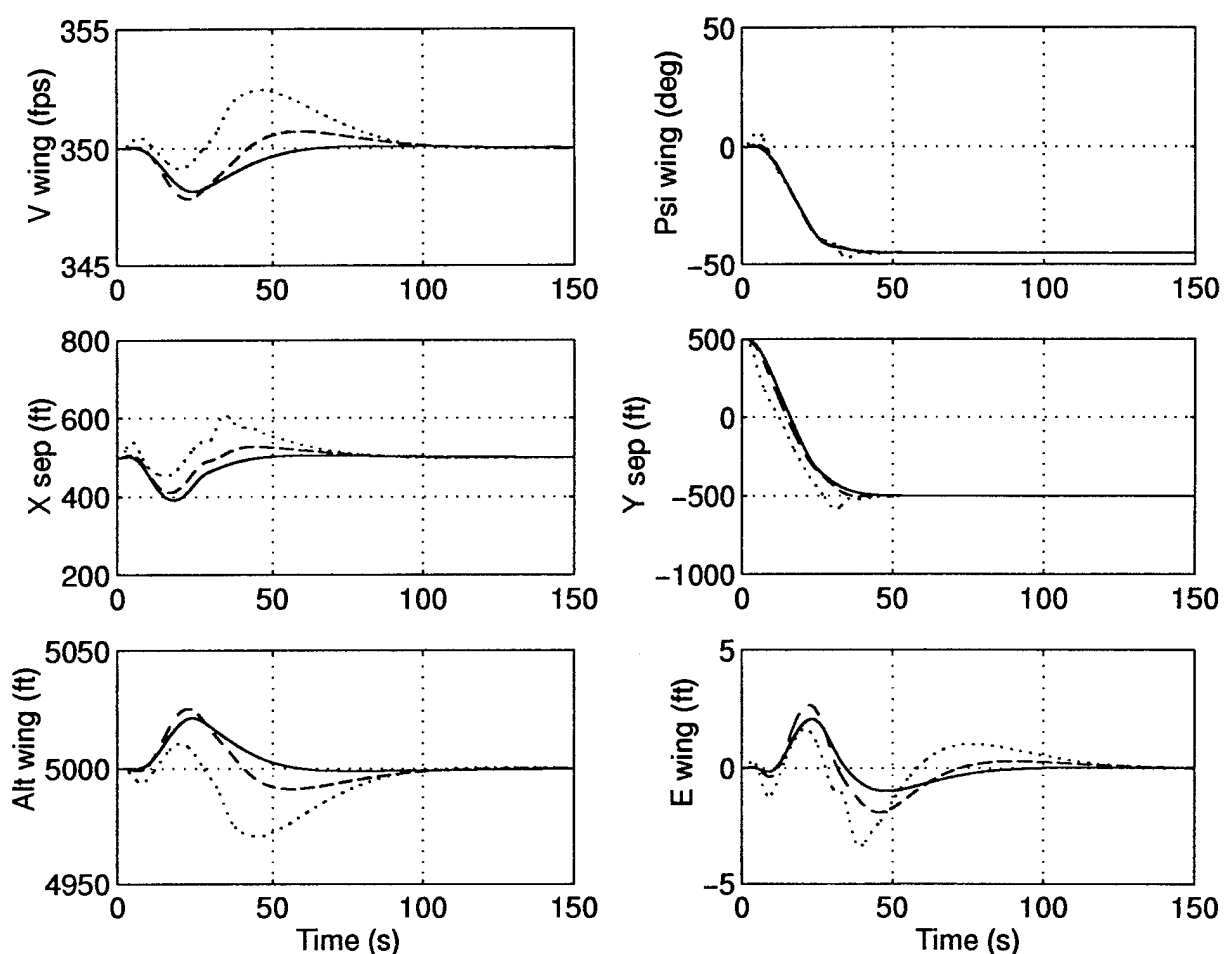 V wing (fps)
355
350
345
0 50 100 150
Psi wing (deg)
50
0
−50
0 50 100 150
X sep (ft)
800
600
400
200
0 50 100 150
Y sep (ft)
500
0
−500
−1000
0 50 100 150
Alt wing (ft)
5050
5000
4950
0 50 100 150
Time (s)
E wing (ft)
5
0
−5
0 50 100 150
Time (s)